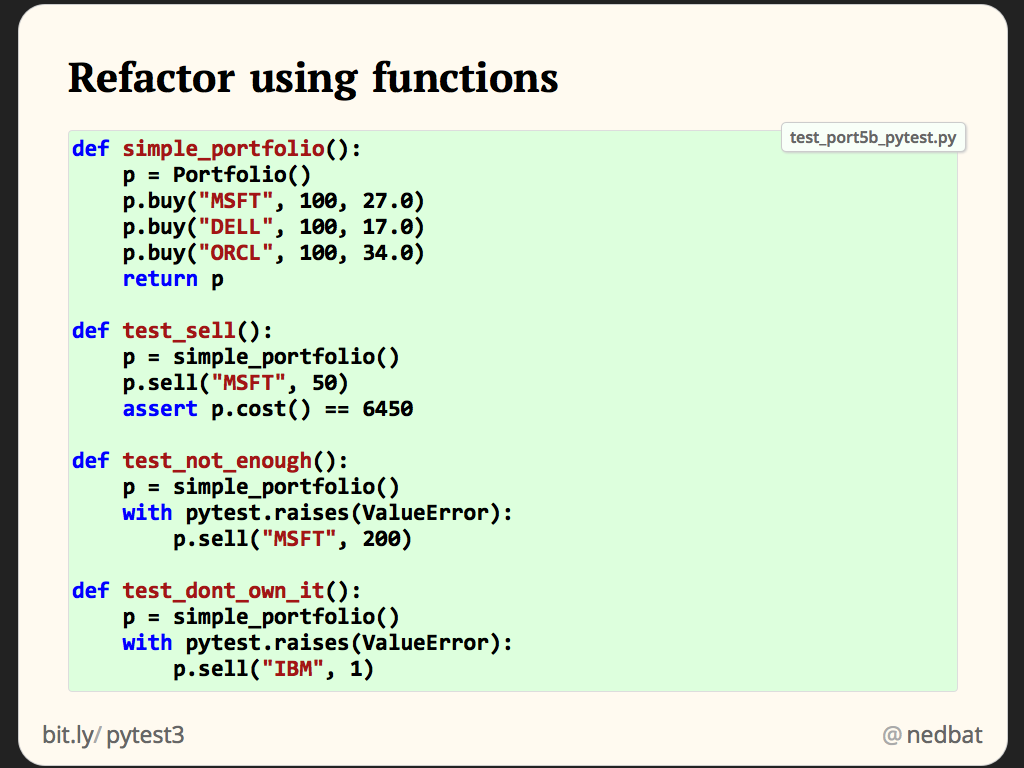 Refactor using functions
test_port5b_pytest.py
def simple_portfolio():
    p = Portfolio()
    p.buy("MSFT", 100, 27.0)
    p.buy("DELL", 100, 17.0)
    p.buy("ORCL", 100, 34.0)
    return p

def test_sell():
    p = simple_portfolio()
    p.sell("MSFT", 50)
    assert p.cost() == 6450

def test_not_enough():
    p = simple_portfolio()
    with pytest.raises(ValueError):
        p.sell("MSFT", 200)

def test_dont_own_it():
    p = simple_portfolio()
    with pytest.raises(ValueError):
        p.sell("IBM", 1)
bit.ly/pytest3
@nedbat